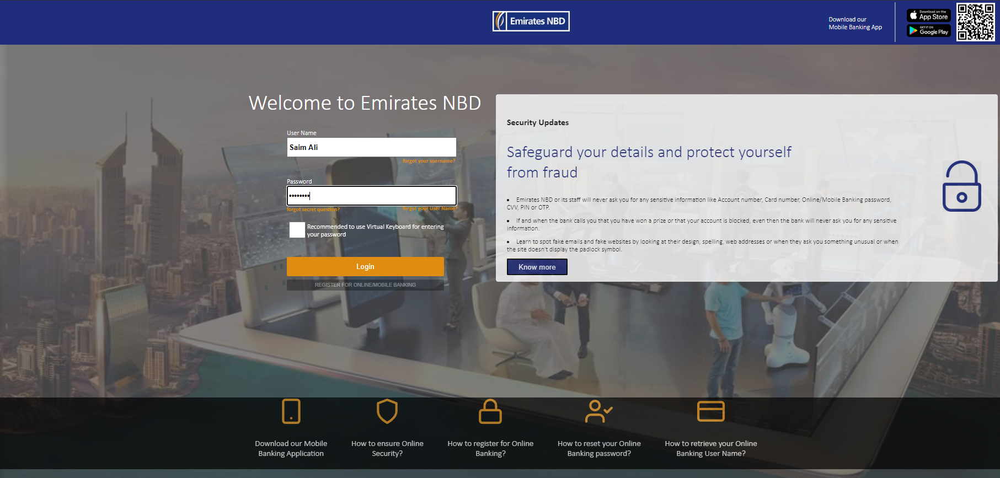 Emirates NBD
Download our
Mobile Banking App
Download on the
App Store
GET IT ON
Google Play
Welcome to Emirates NBD
User Name
Saim Ali
forgot your username?
Password
••••••••
forgot secret question?
forgot your User Name?
Recommended to use Virtual Keyboard for entering
your password
Login
REGISTER FOR ONLINE/MOBILE BANKING
Security Updates
Safeguard your details and protect yourself
from fraud
• Emirates NBD or its staff will never ask you for any sensitive information like Account number, Card number, Online/Mobile Banking password,
CVV, PIN or OTP.
• If and when the bank calls you that you have won a prize or that your account is blocked, even then the bank will never ask you for any sensitive
information.
• Learn to spot fake emails and fake websites by looking at their design, spelling, web addresses or when they ask you something unusual or when
the site doesn't display the padlock symbol.
Know more
Download our Mobile
Banking Application
How to ensure Online
Security?
How to register for Online
Banking?
How to reset your Online
Banking password?
How to retrieve your Online
Banking User Name?